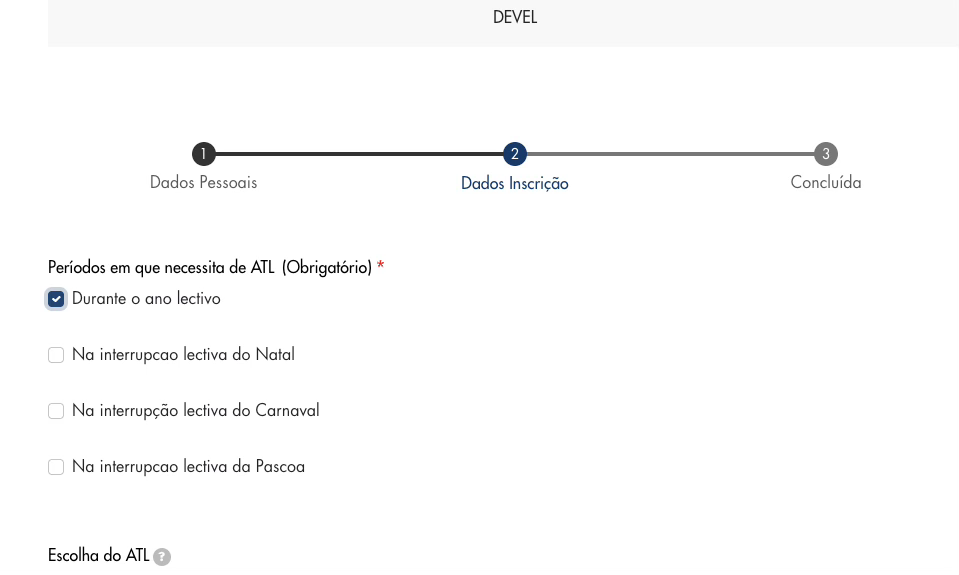 DEVEL
1
2
3
Dados Pessoais
Dados Inscrição
Concluída
Períodos em que necessita de ATL (Obrigatório) *
Durante o ano lectivo
Na interrupcao lectiva do Natal
Na interrupção lectiva do Carnaval
Na interrupcao lectiva da Pascoa
Escolha do ATL ?